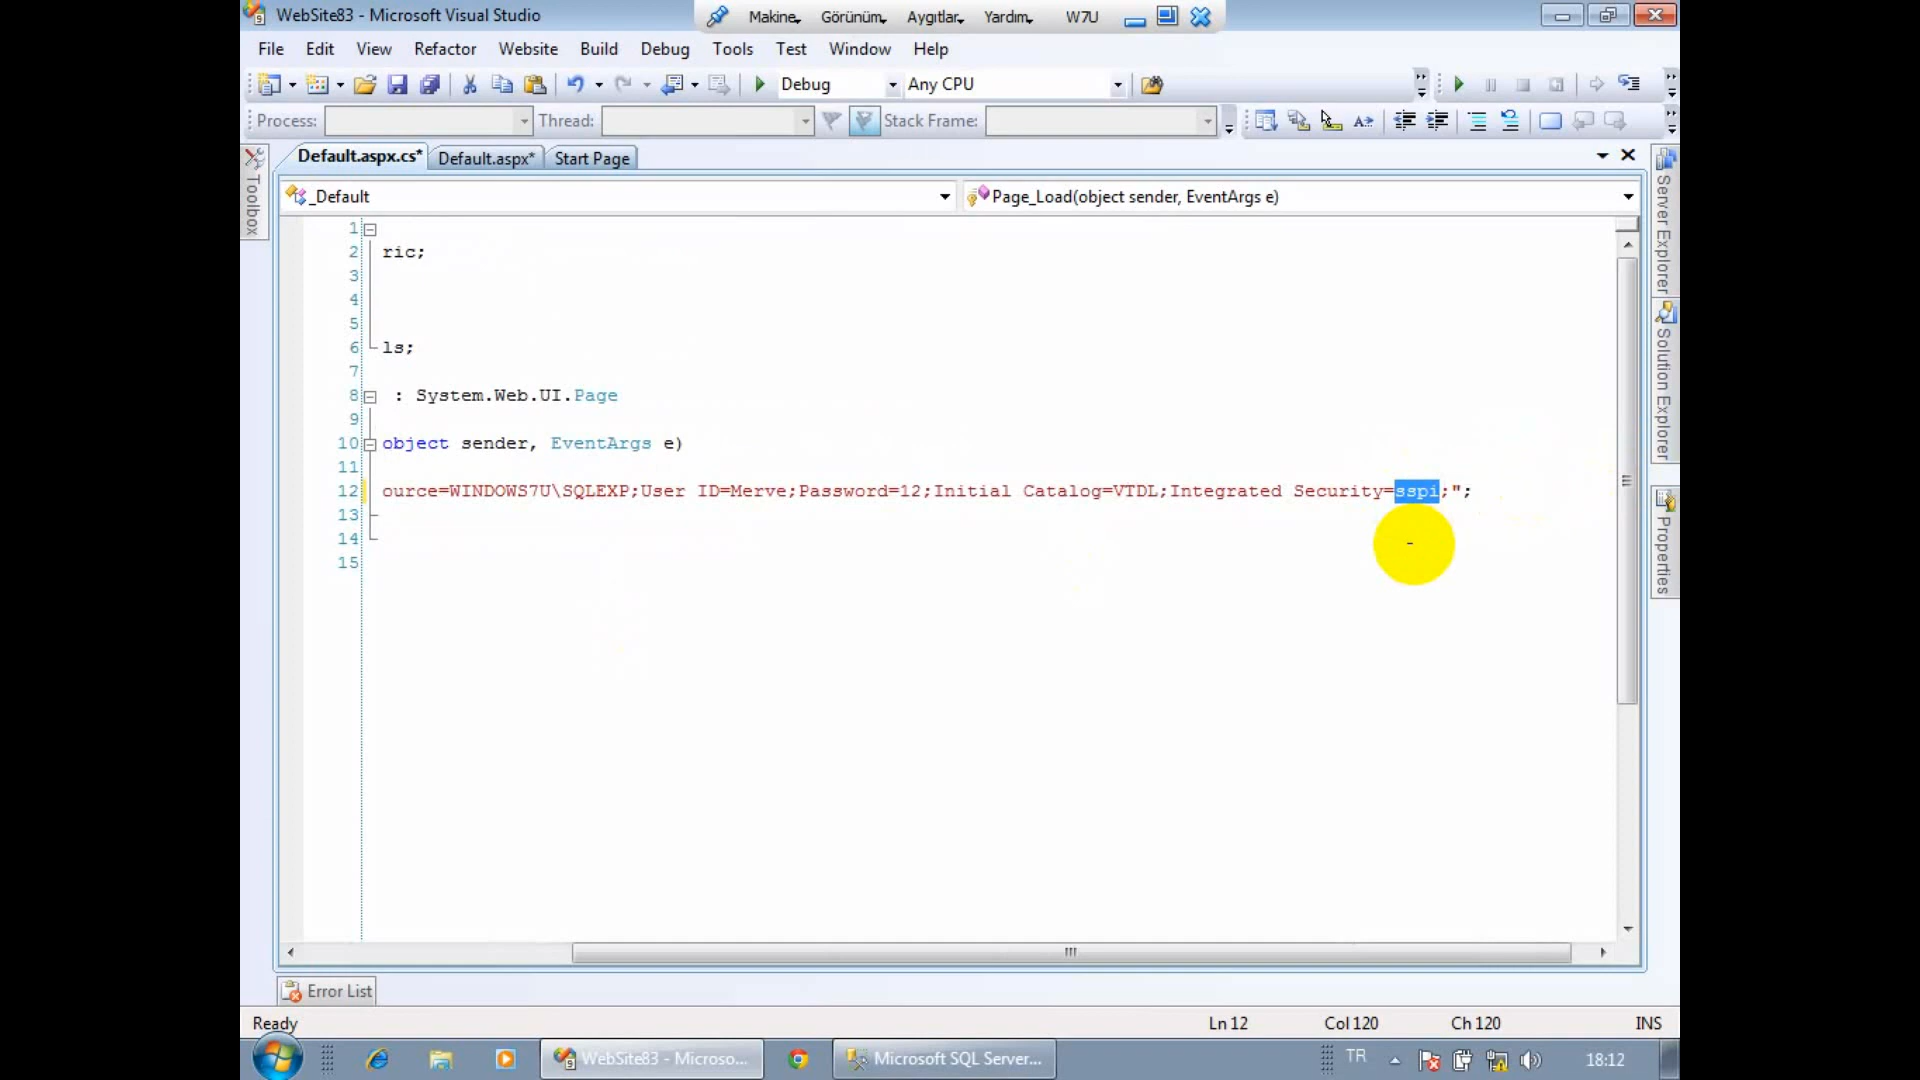 WebSite83 - Microsoft Visual Studio
Makine Görünüm Aygıtlar Yardım W7U
File Edit View Refactor Website Build Debug Tools Test Window Help
Debug Any CPU
Process: Thread: Stack Frame:
Default.aspx.cs* Default.aspx* Start Page
_Default Page_Load(object sender, EventArgs e)
1
2 ric;
3
4
5
6 ls;
7
8 : System.Web.UI.Page
9
10 object sender, EventArgs e)
11
12 ource=WINDOWS7U\SQLEXP;User ID=Merve;Password=12;Initial Catalog=VTDL;Integrated Security=sspi;";
13
14
15
Toolbox
Server Explorer
Solution Explorer
Properties
Error List
Ready Ln 12 Col 120 Ch 120 INS
WebSite83 - Microso... Microsoft SQL Server... TR 18:12